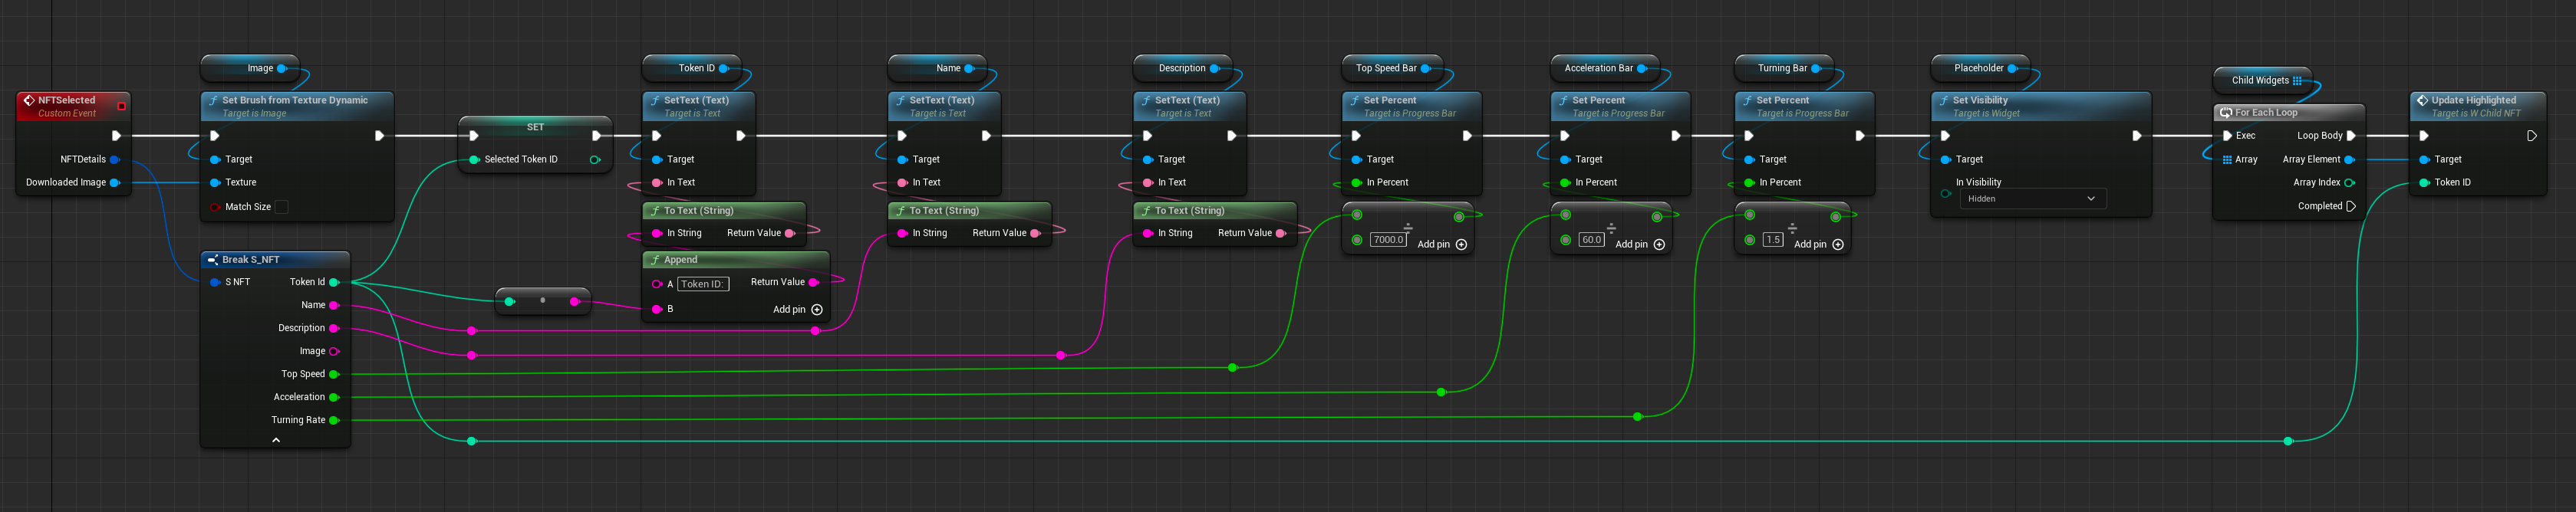 Image
Token ID
Name
Description
Top Speed Bar
Acceleration Bar
Turning Bar
Placeholder
Child Widgets
NFTSelected
Custom Event
NFTDetails
Downloaded Image
Set Brush from Texture Dynamic
Target is Image
Target
Texture
Match Size
SET
Selected Token ID
SetText (Text)
Target is Text
Target
In Text
SetText (Text)
Target is Text
Target
In Text
SetText (Text)
Target is Text
Target
In Text
Set Percent
Target is Progress Bar
Target
In Percent
Set Percent
Target is Progress Bar
Target
In Percent
Set Percent
Target is Progress Bar
Target
In Percent
Set Visibility
Target is Widget
Target
In Visibility
Hidden
For Each Loop
Exec Loop Body
Array Array Element
Array Index
Completed
Update Highlighted
Target is W Child NFT
Target
Token ID
To Text (String)
In String Return Value
To Text (String)
In String Return Value
To Text (String)
In String Return Value
÷
7000.0 Add pin
÷
60.0 Add pin
÷
1.5 Add pin
Break S_NFT
S NFT Token Id
Name
Description
Image
Top Speed
Acceleration
Turning Rate
Append
A Token ID: Return Value
B Add pin